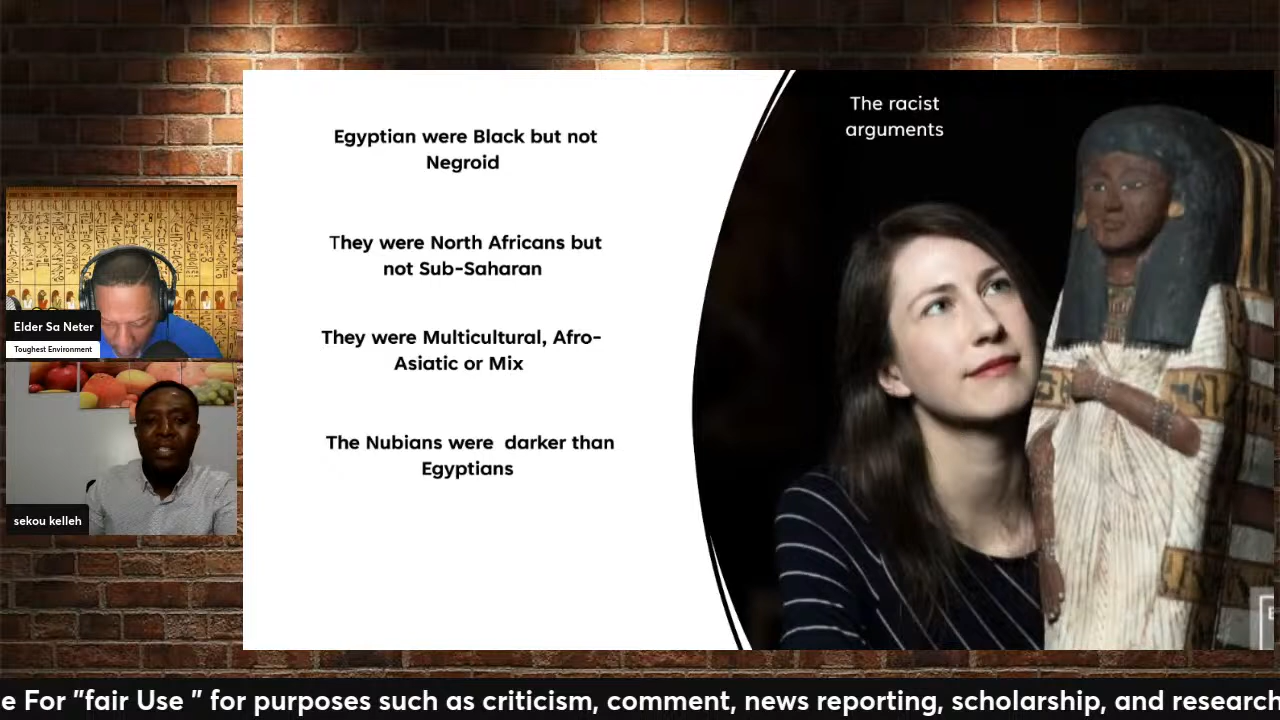 The racist
arguments
Egyptian were Black but not
Negroid
They were North Africans but
not Sub-Saharan
They were Multicultural, Afro-
Asiatic or Mix
The Nubians were darker than
Egyptians
Elder Sa Neter
Toughest Environment
sekou kelleh
e For "fair Use " for purposes such as criticism, comment, news reporting, scholarship, and research